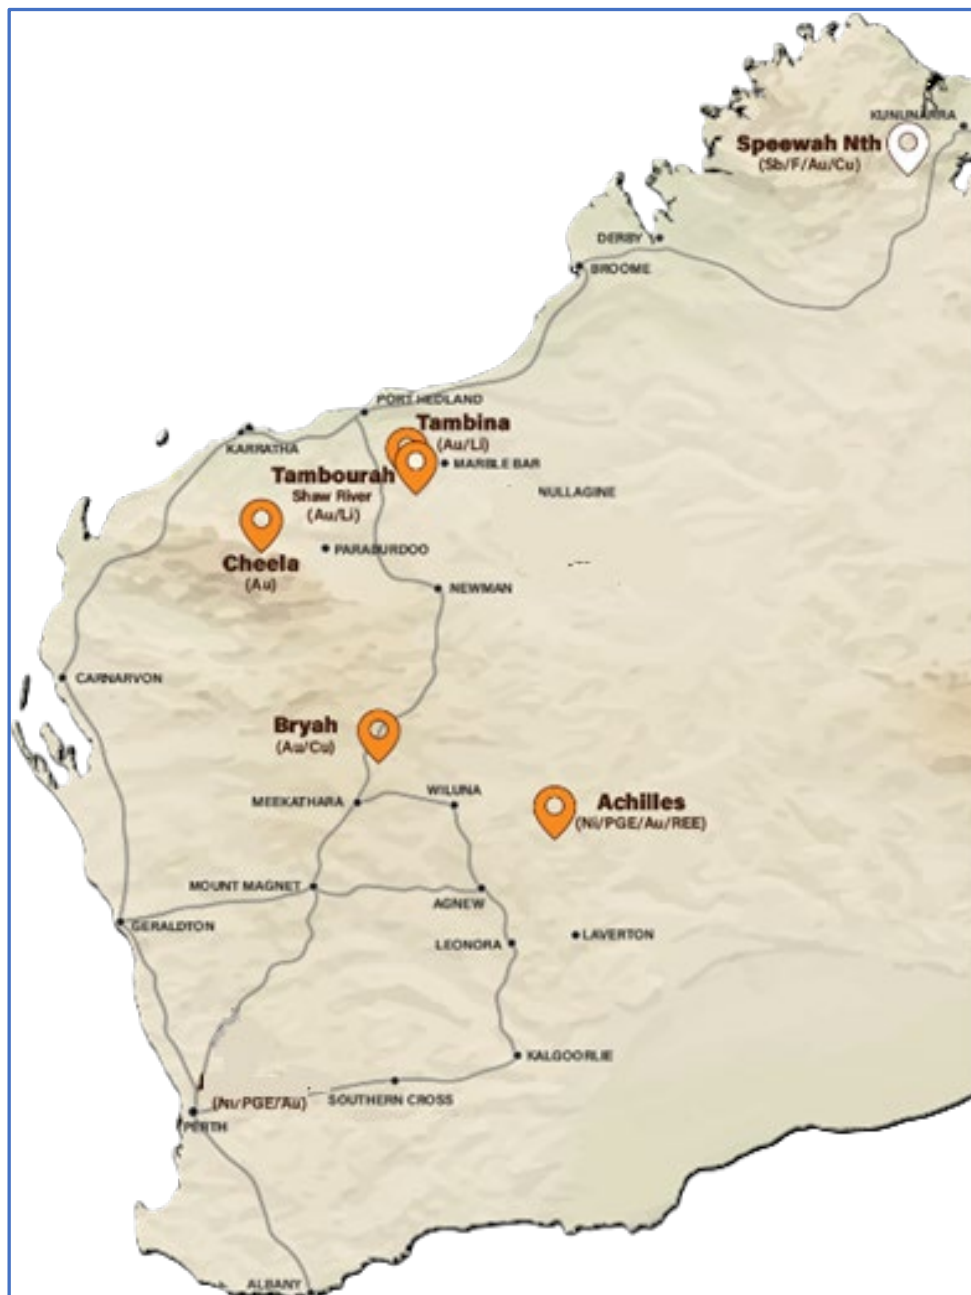 KUNUNARRA
Speewah Nth
(Sb/F/Au/Cu)
DERBY
BROOME
PORT HEDLAND
Tambina
(Au/Li)
KARRATHA
MARBLE BAR
Tambourah
Shaw River
(Au/Li)
NULLAGINE
PARABURDOO
Cheela
(Au)
NEWMAN
CARNARVON
Bryah
(Au/Cu)
WILUNA
MEEKATHARA
Achilles
(Ni/PGE/Au/REE)
MOUNT MAGNET
AGNEW
GERALDTON
LEONORA
LAVERTON
KALGOORLIE
(Ni/PGE/Au)
SOUTHERN CROSS
PERTH
ALBANY